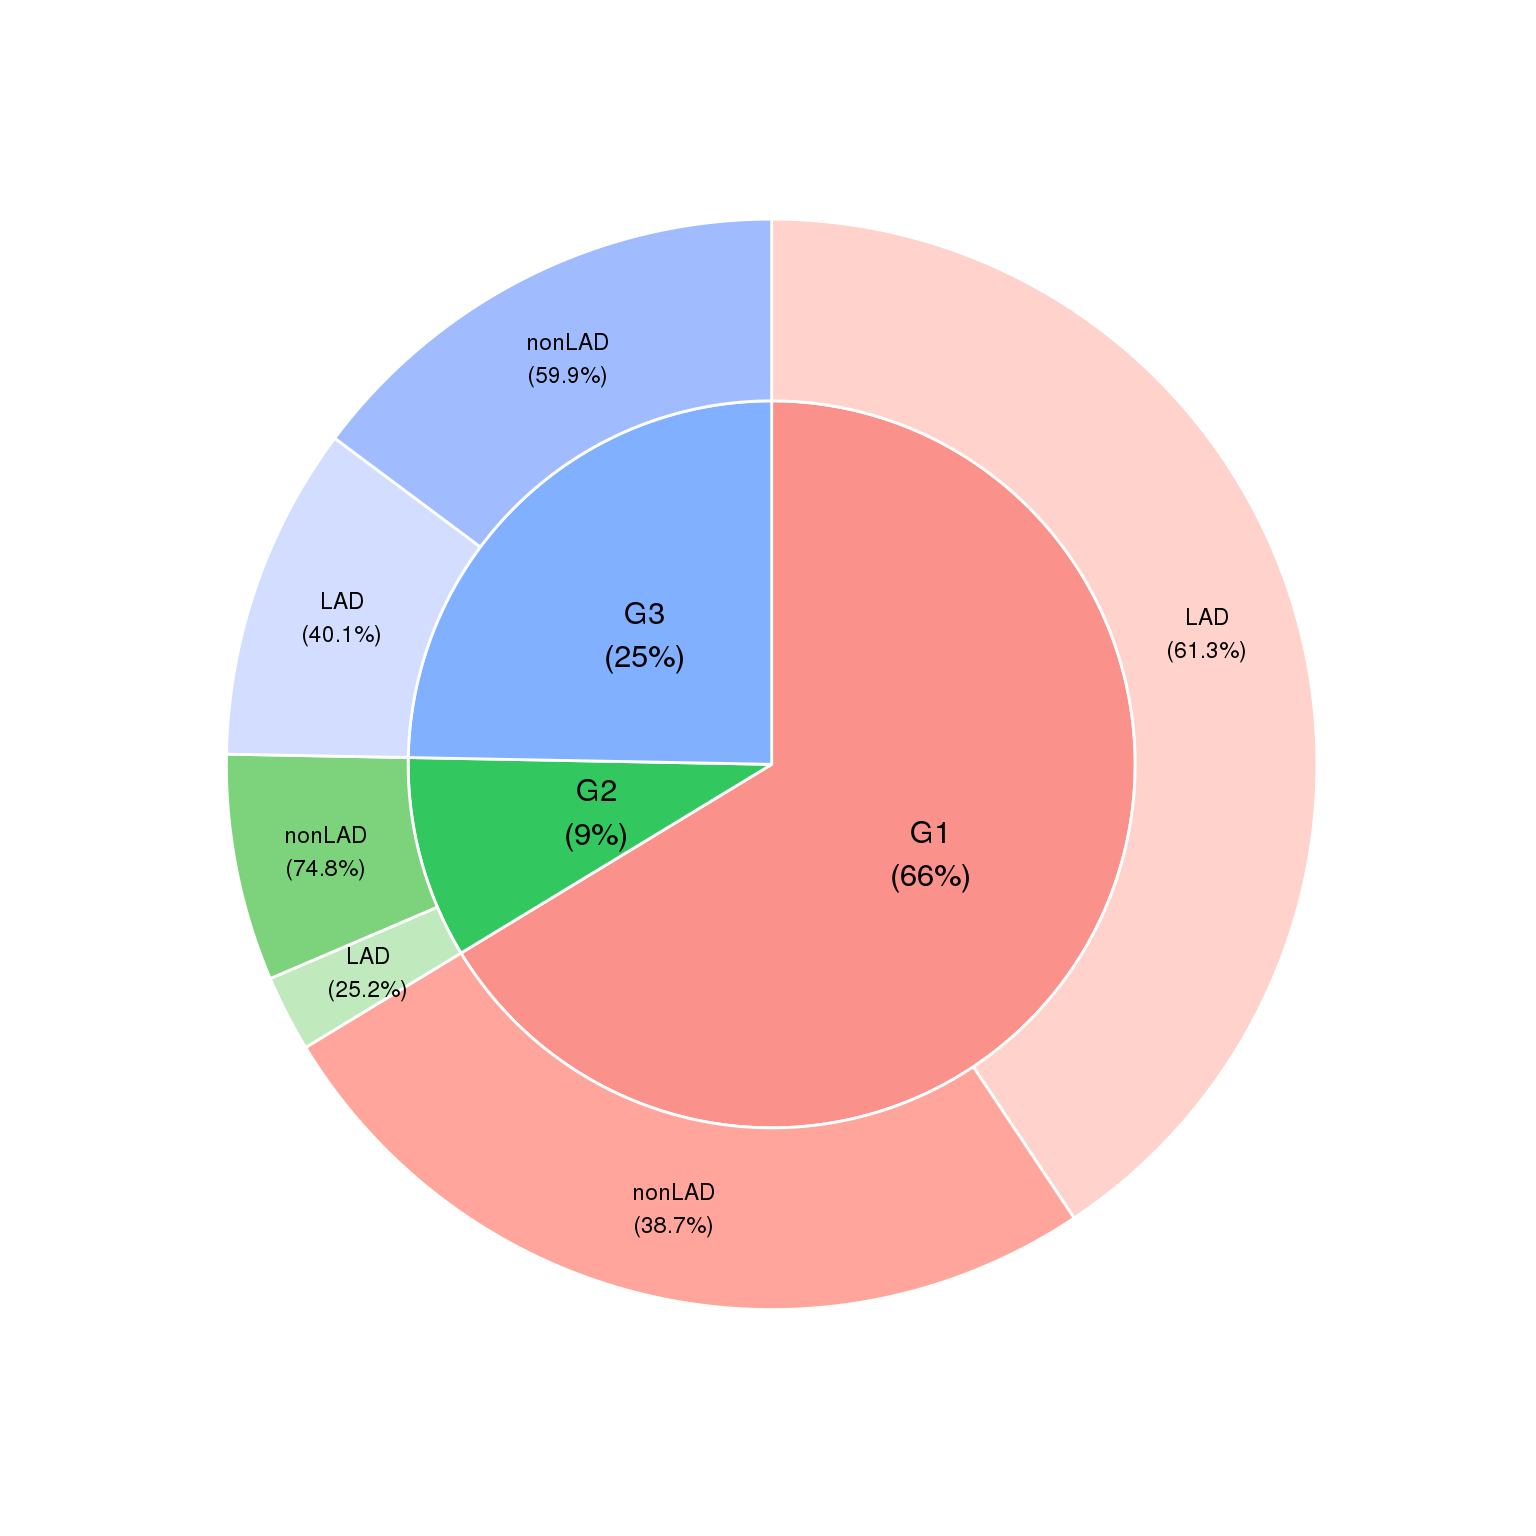 nonLAD
(59.9%)
LAD
(40.1%)
G3
(25%)
LAD
(61.3%)
G2
(9%)
nonLAD
(74.8%)
G1
(66%)
LAD
(25.2%)
nonLAD
(38.7%)